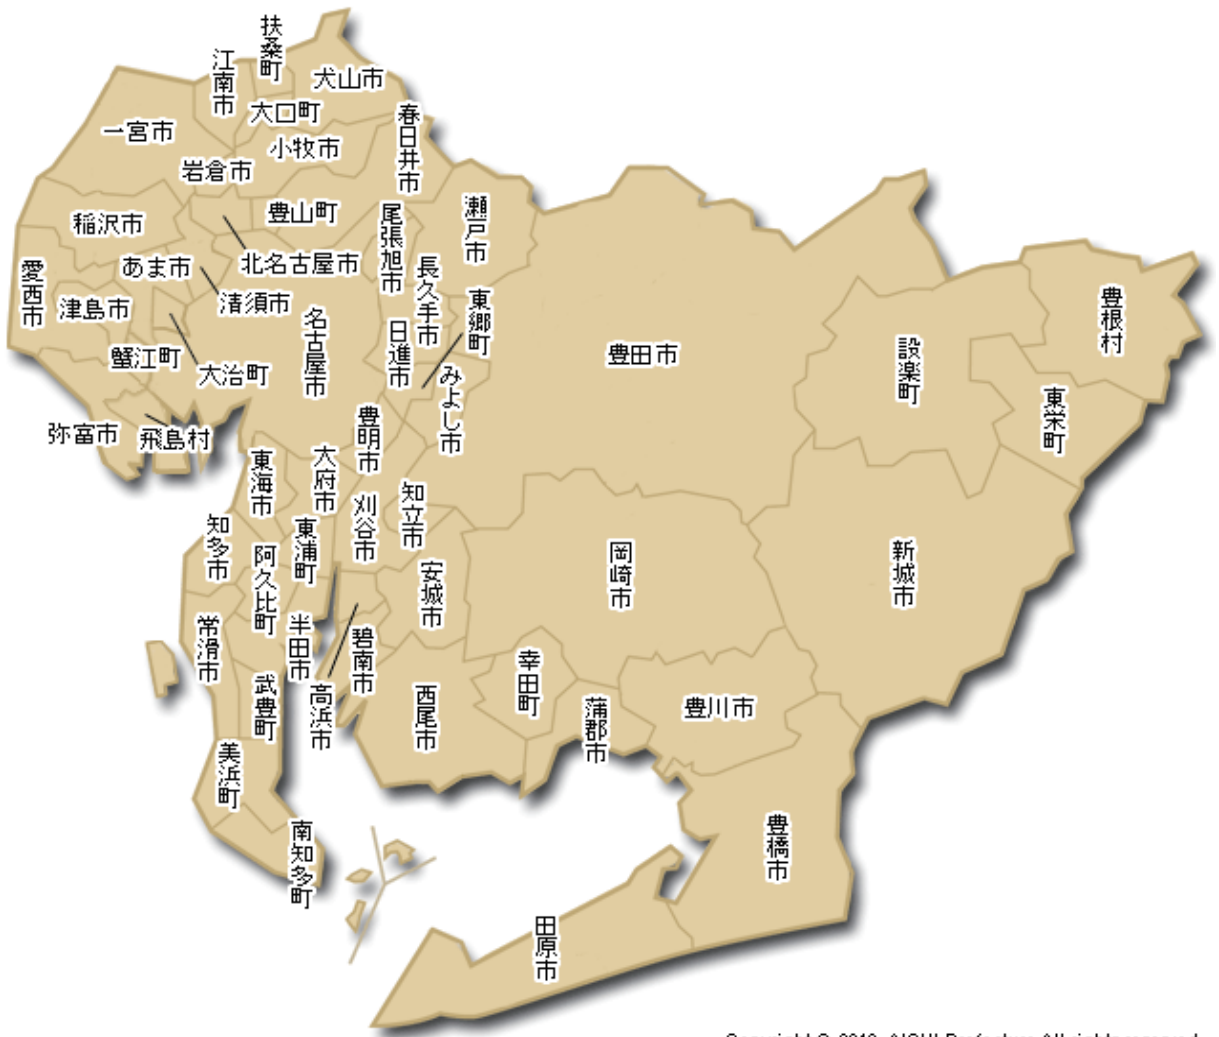 扶桑町
江南市
犬山市
大口町
春日井市
一宮市
小牧市
岩倉市
瀬戸市
稲沢市
豊山町
尾張旭市
北名古屋市
あま市
長久手市
愛西市
清須市
津島市
東郷町
豊根村
名古屋市
日進市
蟹江町
大治町
豊田市
設楽町
みよし市
東栄町
弥富市
飛島村
豊明市
東海市
大府市
知立市
刈谷市
知多市
東浦町
阿久比町
岡崎市
新城市
安城市
常滑市
半田市
碧南市
幸田町
武豊町
高浜市
西尾市
蒲郡市
豊川市
美浜町
南知多町
豊橋市
田原市